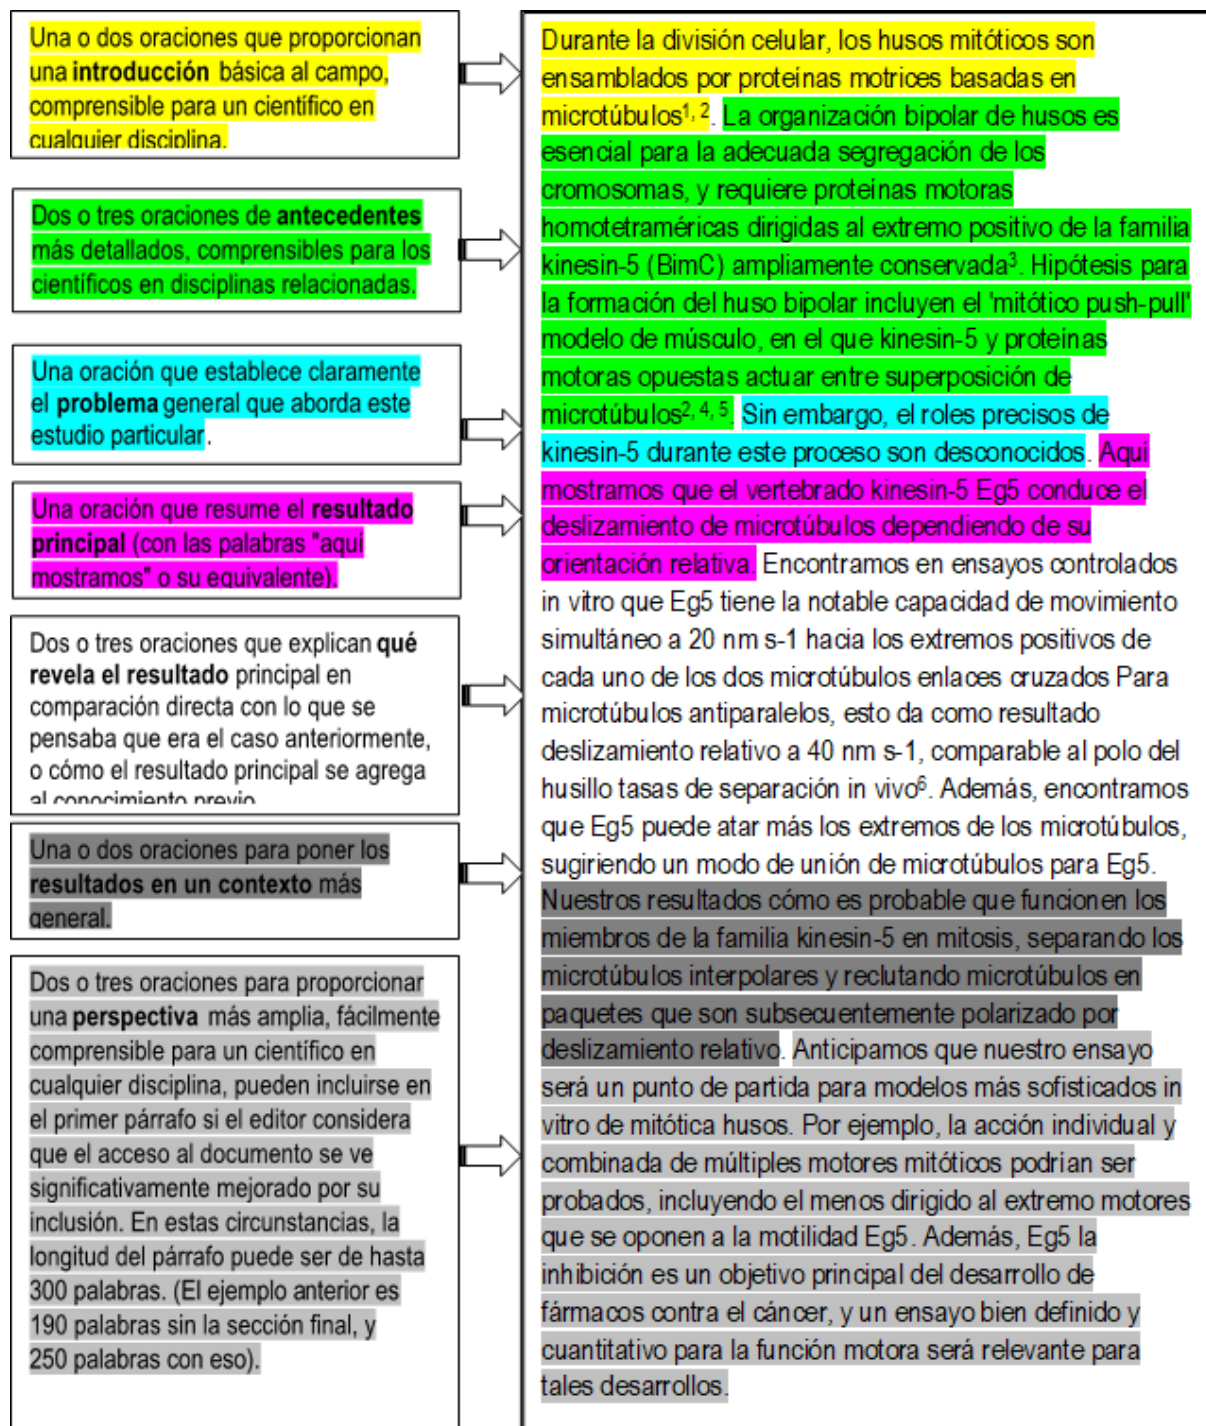 Una o dos oraciones que proporcionan
una introducción básica al campo,
comprensible para un científico en
cualquier disciplina.
Dos o tres oraciones de antecedentes
más detallados, comprensibles para los
científicos en disciplinas relacionadas.
Una oración que establece claramente
el problema general que aborda este
estudio particular.
Una oración que resume el resultado
principal (con las palabras "aquí
mostramos" o su equivalente).
Dos o tres oraciones que explican qué
revela el resultado principal en
comparación directa con lo que se
pensaba que era el caso anteriormente,
o cómo el resultado principal se agrega
al conocimiento previo
Una o dos oraciones para poner los
resultados en un contexto más
general.
Dos o tres oraciones para proporcionar
una perspectiva más amplia, fácilmente
comprensible para un científico en
cualquier disciplina, pueden incluirse en
el primer párrafo si el editor considera
que el acceso al documento se ve
significativamente mejorado por su
inclusión. En estas circunstancias, la
longitud del párrafo puede ser de hasta
300 palabras. (El ejemplo anterior es
190 palabras sin la sección final, y
250 palabras con eso).
Durante la división celular, los husos mitóticos son
ensamblados por proteínas motrices basadas en
microtúbulos1, 2. La organización bipolar de husos es
esencial para la adecuada segregación de los
cromosomas, y requiere proteínas motoras
homotetraméricas dirigidas al extremo positivo de la familia
kinesin-5 (BimC) ampliamente conservada3. Hipótesis para
la formación del huso bipolar incluyen el 'mitótico push-pull'
modelo de músculo, en el que kinesin-5 y proteínas
motoras opuestas actuar entre superposición de
microtúbulos2, 4, 5. Sin embargo, el roles precisos de
kinesin-5 durante este proceso son desconocidos. Aquí
mostramos que el vertebrado kinesin-5 Eg5 conduce el
deslizamiento de microtúbulos dependiendo de su
orientación relativa. Encontramos en ensayos controlados
in vitro que Eg5 tiene la notable capacidad de movimiento
simultáneo a 20 nm s-1 hacia los extremos positivos de
cada uno de los dos microtúbulos enlaces cruzados Para
microtúbulos antiparalelos, esto da como resultado
deslizamiento relativo a 40 nm s-1, comparable al polo del
husillo tasas de separación in vivo6. Además, encontramos
que Eg5 puede atar más los extremos de los microtúbulos,
sugiriendo un modo de unión de microtúbulos para Eg5.
Nuestros resultados cómo es probable que funcionen los
miembros de la familia kinesin-5 en mitosis, separando los
microtúbulos interpolares y reclutando microtúbulos en
paquetes que son subsecuentemente polarizado por
deslizamiento relativo. Anticipamos que nuestro ensayo
será un punto de partida para modelos más sofisticados in
vitro de mitótica husos. Por ejemplo, la acción individual y
combinada de múltiples motores mitóticos podrían ser
probados, incluyendo el menos dirigido al extremo motores
que se oponen a la motilidad Eg5. Además, Eg5 la
inhibición es un objetivo principal del desarrollo de
fármacos contra el cáncer, y un ensayo bien definido y
cuantitativo para la función motora será relevante para
tales desarrollos.